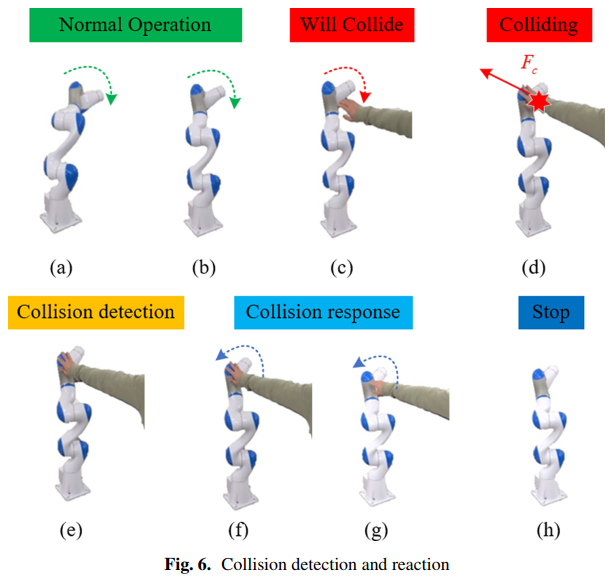 Normal Operation
Will Collide
Colliding
F_c
(a)
(b)
(c)
(d)
Collision detection
Collision response
Stop
(e)
(f)
(g)
(h)
Fig. 6. Collision detection and reaction